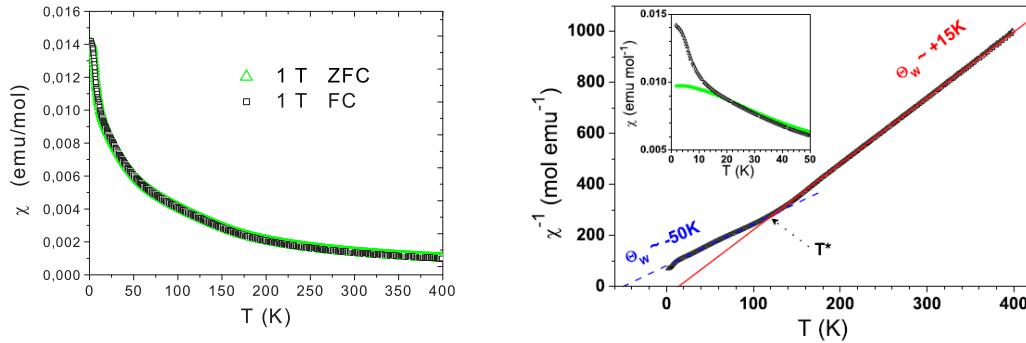 0,016
0,014
0,012
0,010
0,008
0,006
0,004
0,002
0,000
χ (emu/mol)
1 T ZFC
1 T FC
0 50 100 150 200 250 300 350 400
T (K)
1000
800
600
400
200
0
χ⁻¹ (mol emu⁻¹)
0.015
0.010
0.005
χ (emu mol⁻¹)
0 10 20 30 40 50
T (K)
Θw ~ +15K
Θw ~ -50K
T*
0 100 200 300 400
T (K)